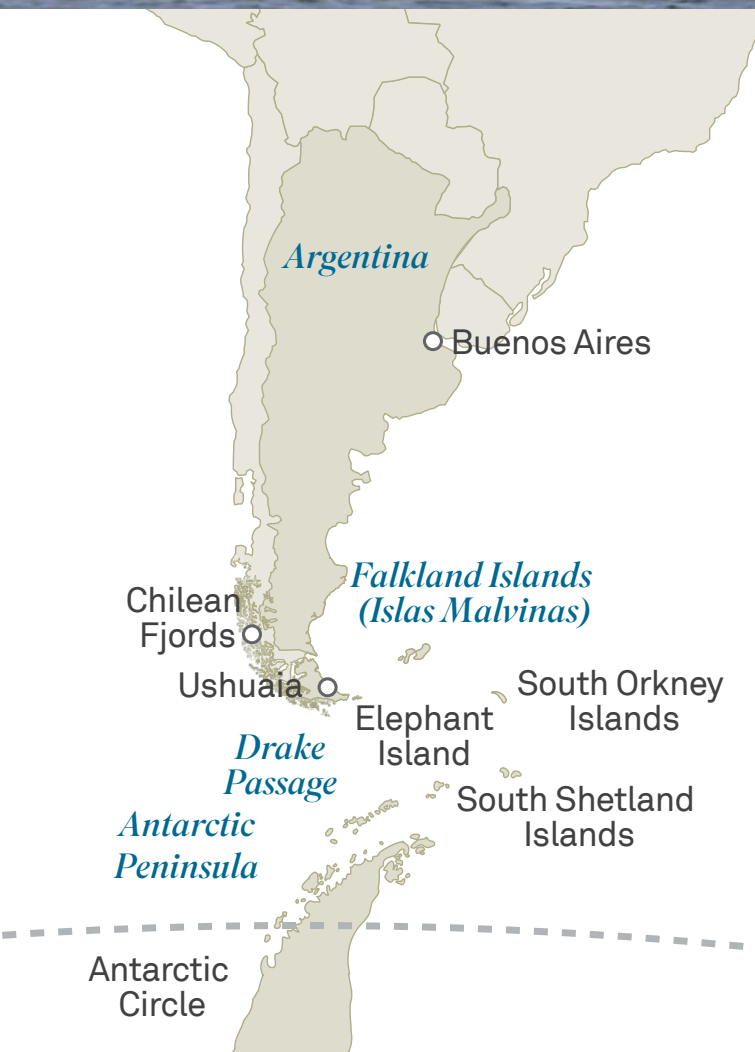 Argentina
Buenos Aires
Falkland Islands
(Islas Malvinas)
Chilean
Fjords
Ushuaia
South Orkney
Islands
Elephant
Island
Drake
Passage
South Shetland
Islands
Antarctic
Peninsula
Antarctic
Circle